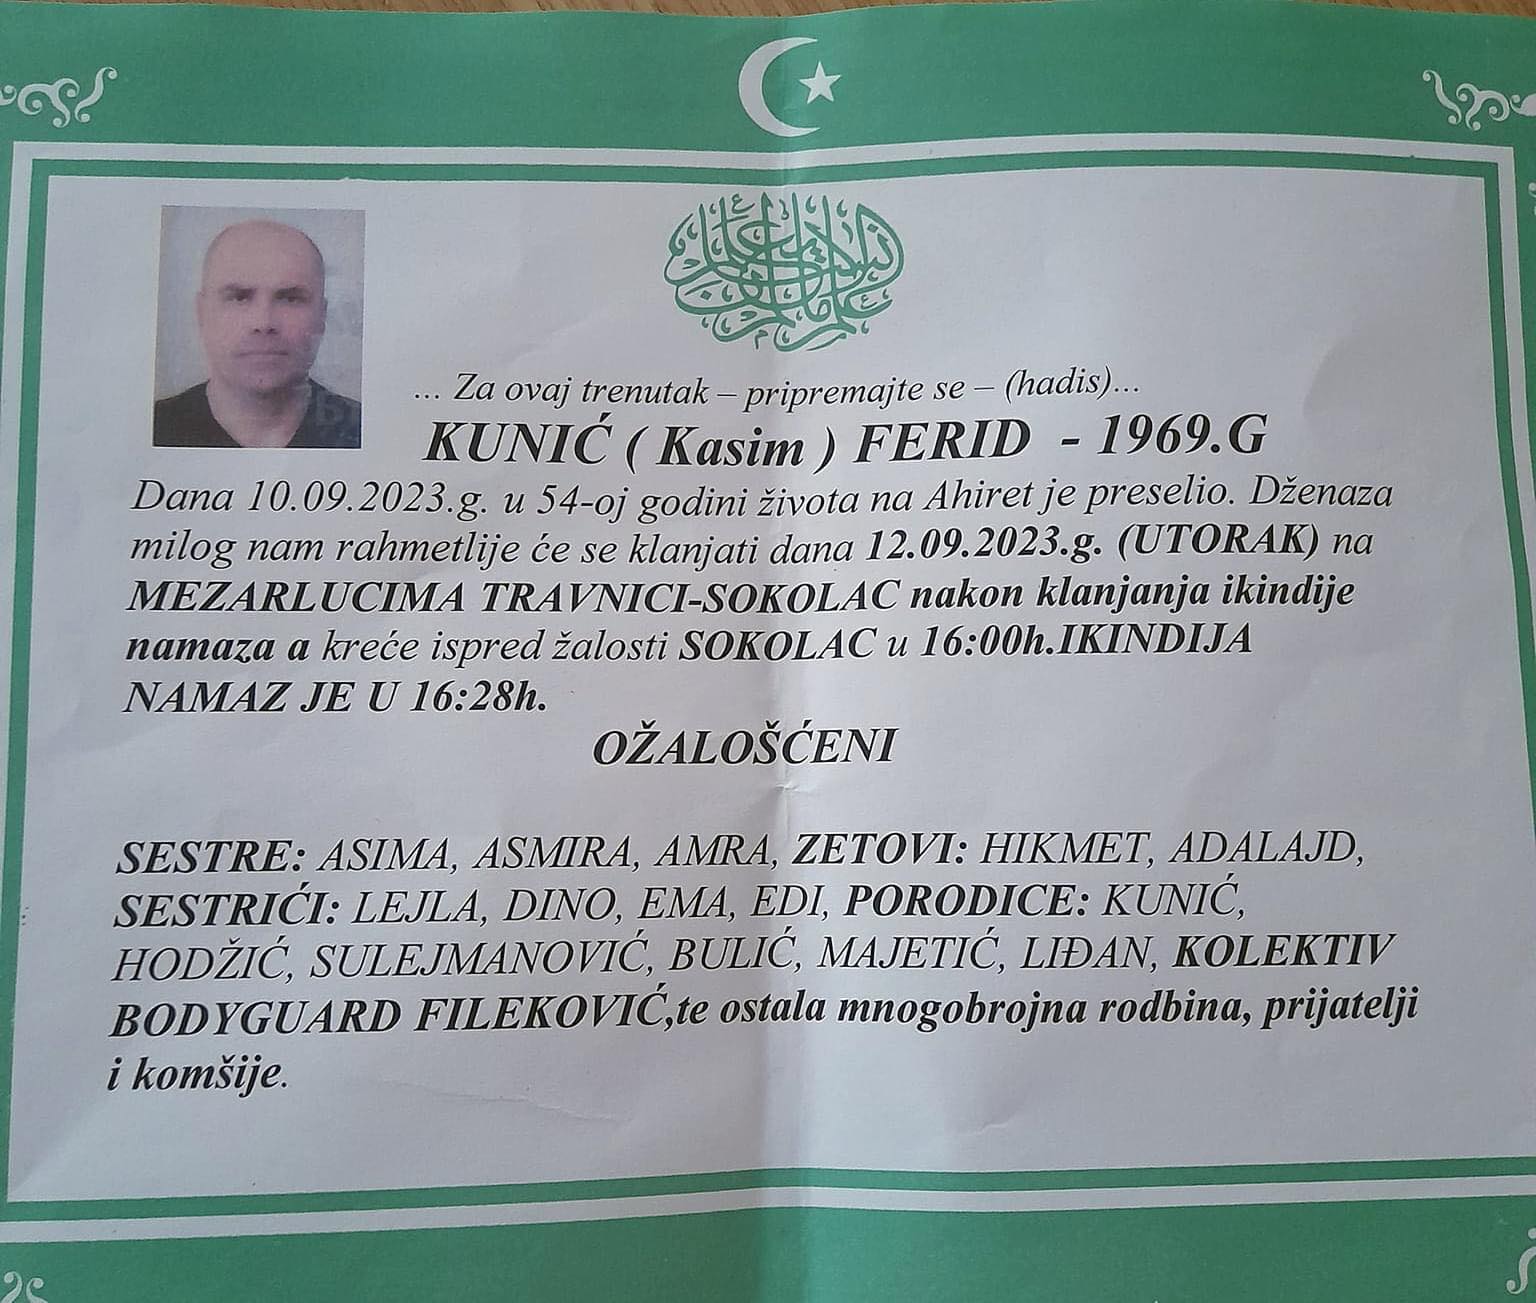 ... Za ovaj trenutak – pripremajte se – (hadis)...
KUNIĆ ( Kasim ) FERID - 1969.G
Dana 10.09.2023.g. u 54-oj godini života na Ahiret je preselio. Dženaza
milog nam rahmetlije će se klanjati dana 12.09.2023.g. (UTORAK) na
MEZARLUCIMA TRAVNICI-SOKOLAC nakon klanjanja ikindije
namaza a kreće ispred žalosti SOKOLAC u 16:00h.IKINDIJA
NAMAZ JE U 16:28h.
OŽALOŠĆENI
SESTRE: ASIMA, ASMIRA, AMRA, ZETOVI: HIKMET, ADALAJD,
SESTRIĆI: LEJLA, DINO, EMA, EDI, PORODICE: KUNIĆ,
HODŽIĆ, SULEJMANOVIĆ, BULIĆ, MAJETIĆ, LIĐAN, KOLEKTIV
BODYGUARD FILEKOVIĆ,te ostala mnogobrojna rodbina, prijatelji
i komšije.